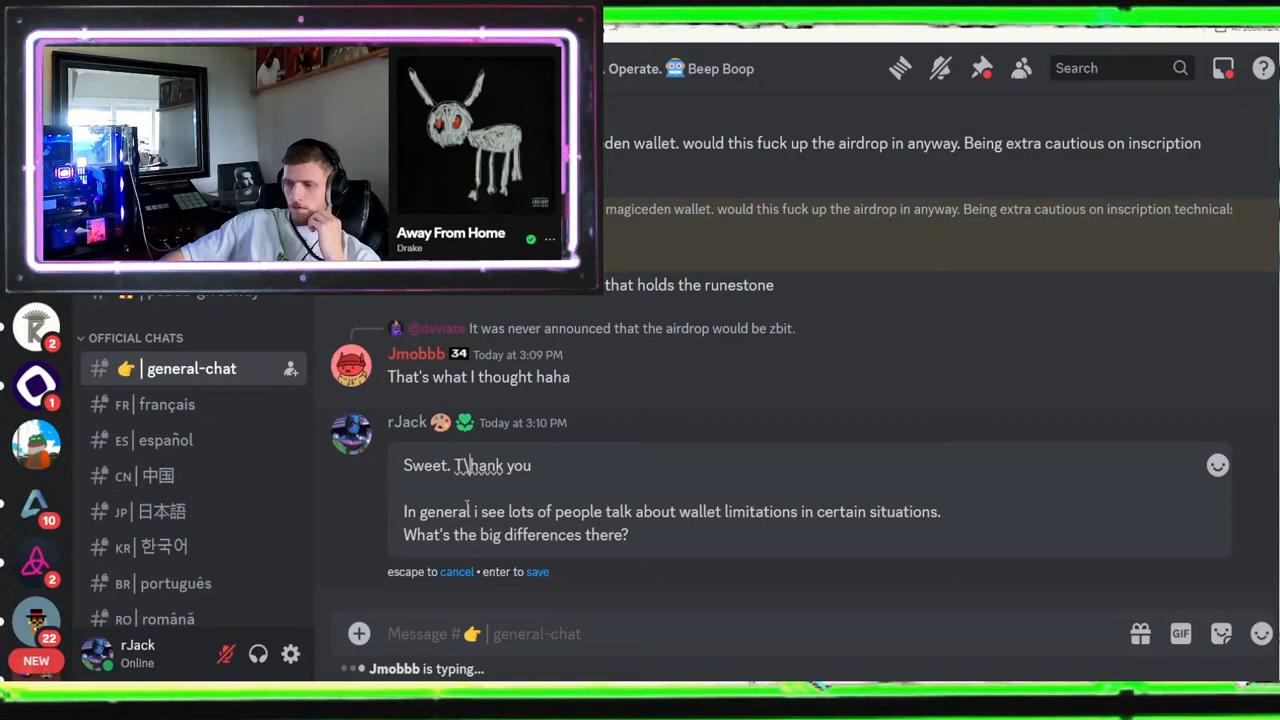 Away From Home
Drake
Operate. 🤖 Beep Boop
Search
den wallet. would this fuck up the airdrop in anyway. Being extra cautious on inscription
magiceden wallet. would this fuck up the airdrop in anyway. Being extra cautious on inscription technicals
that holds the runestone
@deviate It was never announced that the airdrop would be zbit.
Jmobbb 34 Today at 3:09 PM
That's what I thought haha
rJack Today at 3:10 PM
Sweet. T\hank you
In general i see lots of people talk about wallet limitations in certain situations.
What's the big differences there?
escape to cancel • enter to save
Message # 👉 | general-chat
GIF
Jmobbb is typing...
OFFICIAL CHATS
👉 | general-chat
FR | français
ES | español
CN | 中国
JP | 日本語
KR | 한국어
BR | português
RO | română
rJack
Online
2
1
10
2
22
NEW